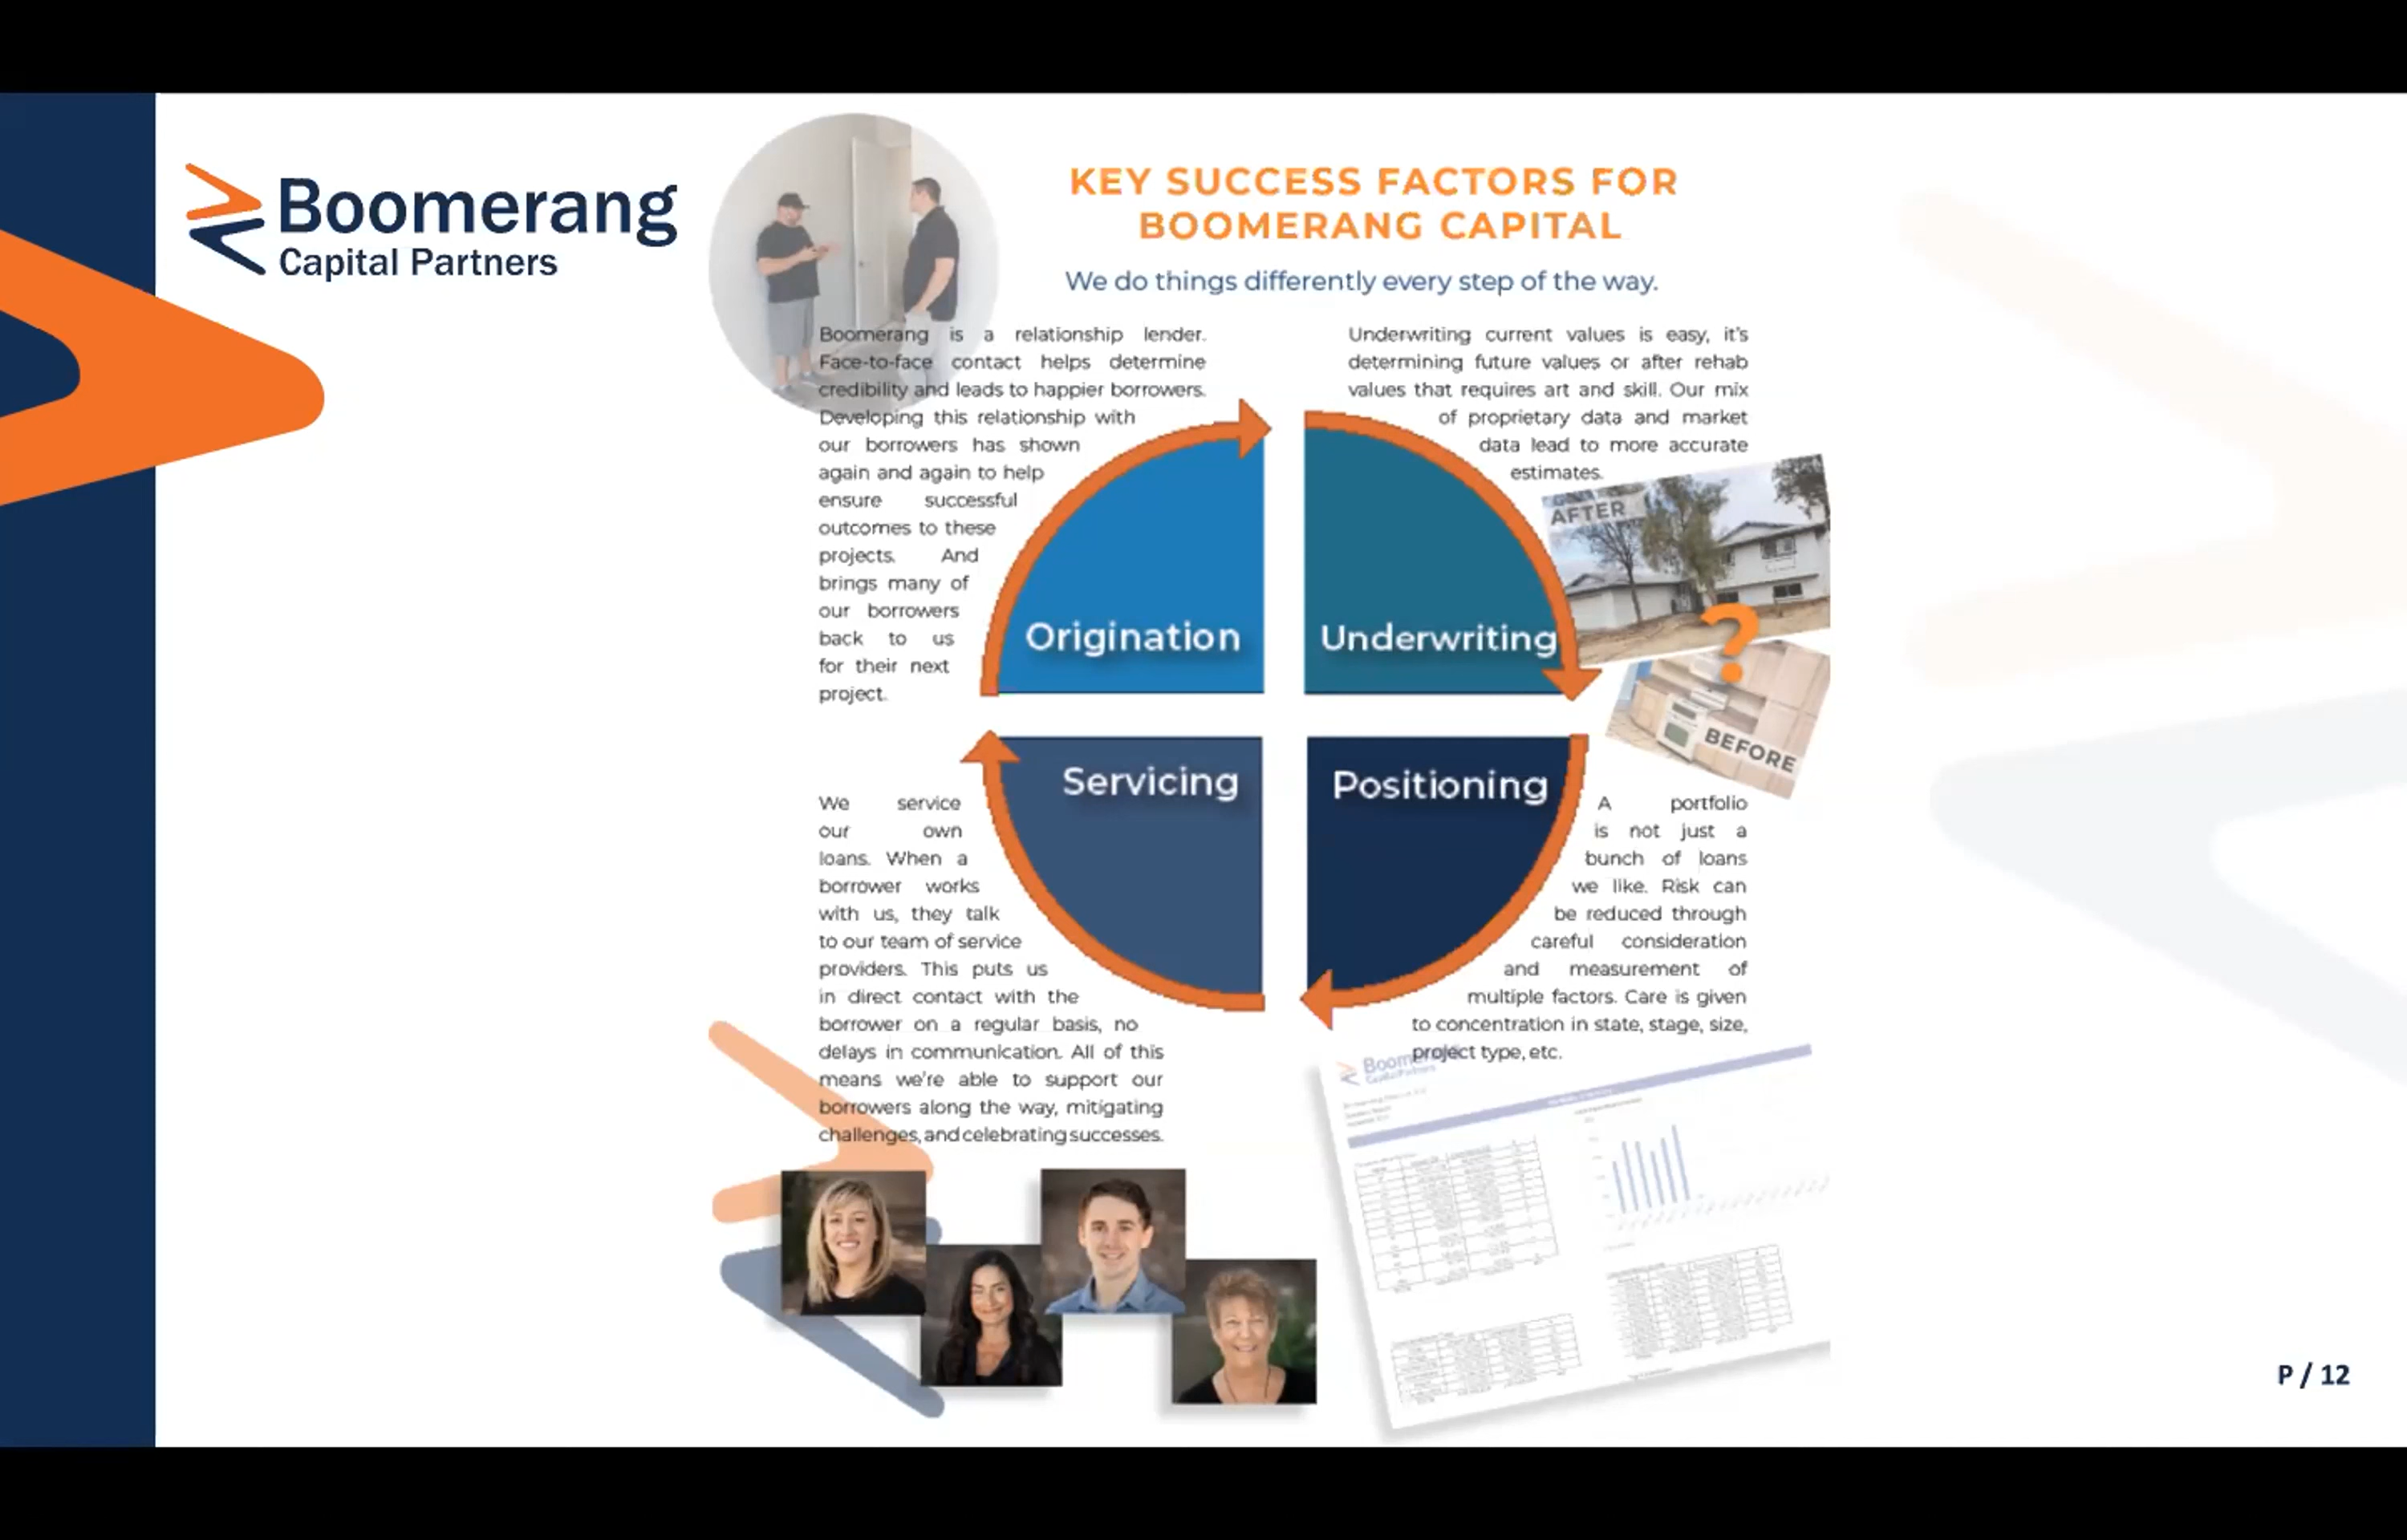 Boomerang
Capital Partners
KEY SUCCESS FACTORS FOR
BOOMERANG CAPITAL
We do things differently every step of the way.
Boomerang is a relationship lender.
Face-to-face contact helps determine
credibility and leads to happier borrowers.
Developing this relationship with
our borrowers has shown
again and again to help
ensure successful
outcomes to these
projects. And
brings many of
our borrowers
back to us
for their next
project.
Underwriting current values is easy, it's
determining future values or after rehab
values that requires art and skill. Our mix
of proprietary data and market
data lead to more accurate
estimates.
AFTER
?
BEFORE
Origination
Underwriting
Servicing
Positioning
We service
our own
loans. When a
borrower works
with us, they talk
to our team of service
providers. This puts us
in direct contact with the
borrower on a regular basis, no
delays in communication. All of this
means we're able to support our
borrowers along the way, mitigating
challenges, and celebrating successes.
A portfolio
is not just a
bunch of loans
we like. Risk can
be reduced through
careful consideration
and measurement of
multiple factors. Care is given
to concentration in state, stage, size,
project type, etc.
P / 12